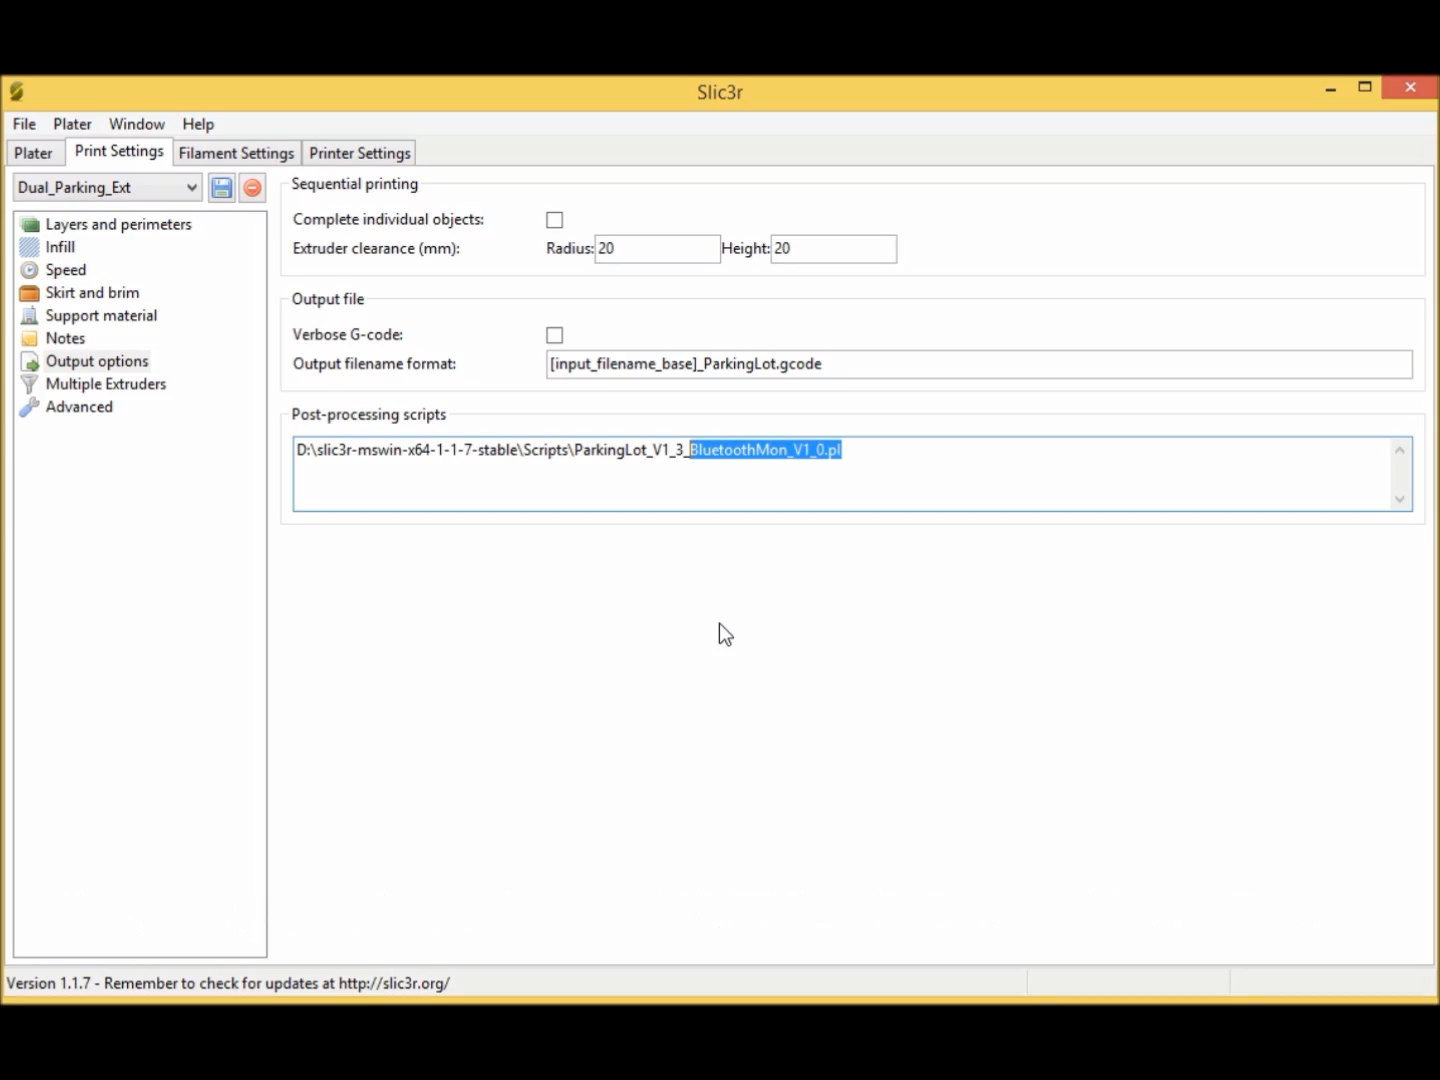 Slic3r
File Plater Window Help
Plater Print Settings Filament Settings Printer Settings
Dual_Parking_Ext
Layers and perimeters
Infill
Speed
Skirt and brim
Support material
Notes
Output options
Multiple Extruders
Advanced
Sequential printing
Complete individual objects:
Extruder clearance (mm): Radius: 20 Height: 20
Output file
Verbose G-code:
Output filename format: [input_filename_base]_ParkingLot.gcode
Post-processing scripts
D:\slic3r-mswin-x64-1-1-7-stable\Scripts\ParkingLot_V1_3_BluetoothMon_V1_0.pl
Version 1.1.7 - Remember to check for updates at http://slic3r.org/